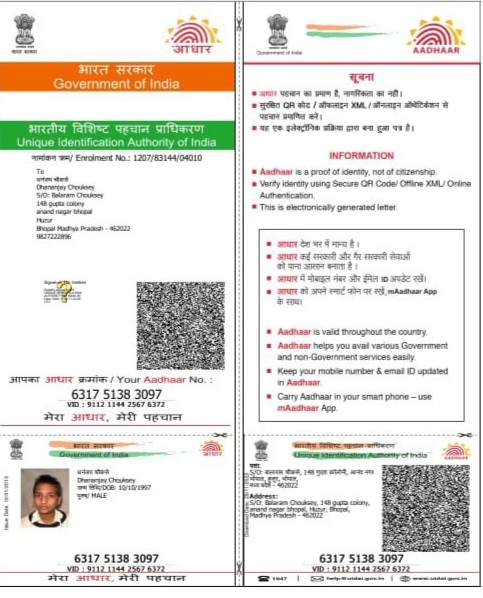 भारत सरकार
Government of India
भारतीय विशिष्ट पहचान प्राधिकरण
Unique Identification Authority of India
नामांकन क्रम/ Enrolment No.: 1207/83144/04010
To
धनंजय चौकसे
Dhananjay Chouksey
S/O: Balaram Chouksey
148 gupta colony
anand nagar bhopal
Huzur
Bhopal Madhya Pradesh - 462022
9827222896
आपका आधार क्रमांक / Your Aadhaar No. :
6317 5138 3097
VID : 9112 1144 2567 6372
मेरा आधार, मेरी पहचान
आधार
भारत सरकार
Government of India
आधार
धनंजय चौकसे
Dhananjay Chouksey
जन्म तिथि/DOB: 10/10/1997
पुरुष/ MALE
6317 5138 3097
VID : 9112 1144 2567 6372
मेरा आधार, मेरी पहचान
Government of India
AADHAAR
सूचना
आधार पहचान का प्रमाण है, नागरिकता का नहीं।
सुरक्षित QR कोड / ऑफलाइन XML / ऑनलाइन ऑथेंटिकेशन से
पहचान प्रमाणित करें।
यह एक इलेक्ट्रॉनिक प्रक्रिया द्वारा बना हुआ पत्र है।
INFORMATION
Aadhaar is a proof of identity, not of citizenship.
Verify identity using Secure QR Code/ Offline XML/ Online
Authentication.
This is electronically generated letter.
आधार देश भर में मान्य है।
आधार कई सरकारी और गैर सरकारी सेवाओं
को पाना आसान बनाता है।
आधार में मोबाइल नंबर और ईमेल ID अपडेट रखें।
आधार को अपने स्मार्ट फोन पर रखें, mAadhaar App
के साथ।
Aadhaar is valid throughout the country.
Aadhaar helps you avail various Government
and non-Government services easily.
Keep your mobile number & email ID updated
in Aadhaar.
Carry Aadhaar in your smart phone – use
mAadhaar App.
भारतीय विशिष्ट पहचान प्राधिकरण
Unique Identification Authority of India
AADHAAR
पता:
S/O: बालाराम चौकसे, 148 गुप्ता कॉलोनी, आनंद नगर
भोपाल, हुजूर, भोपाल,
मध्य प्रदेश - 462022
Address:
S/O: Balaram Chouksey, 148 gupta colony,
anand nagar bhopal, Huzur, Bhopal,
Madhya Pradesh - 462022
6317 5138 3097
VID : 9112 1144 2567 6372
1947
help@uidai.gov.in
www.uidai.gov.in